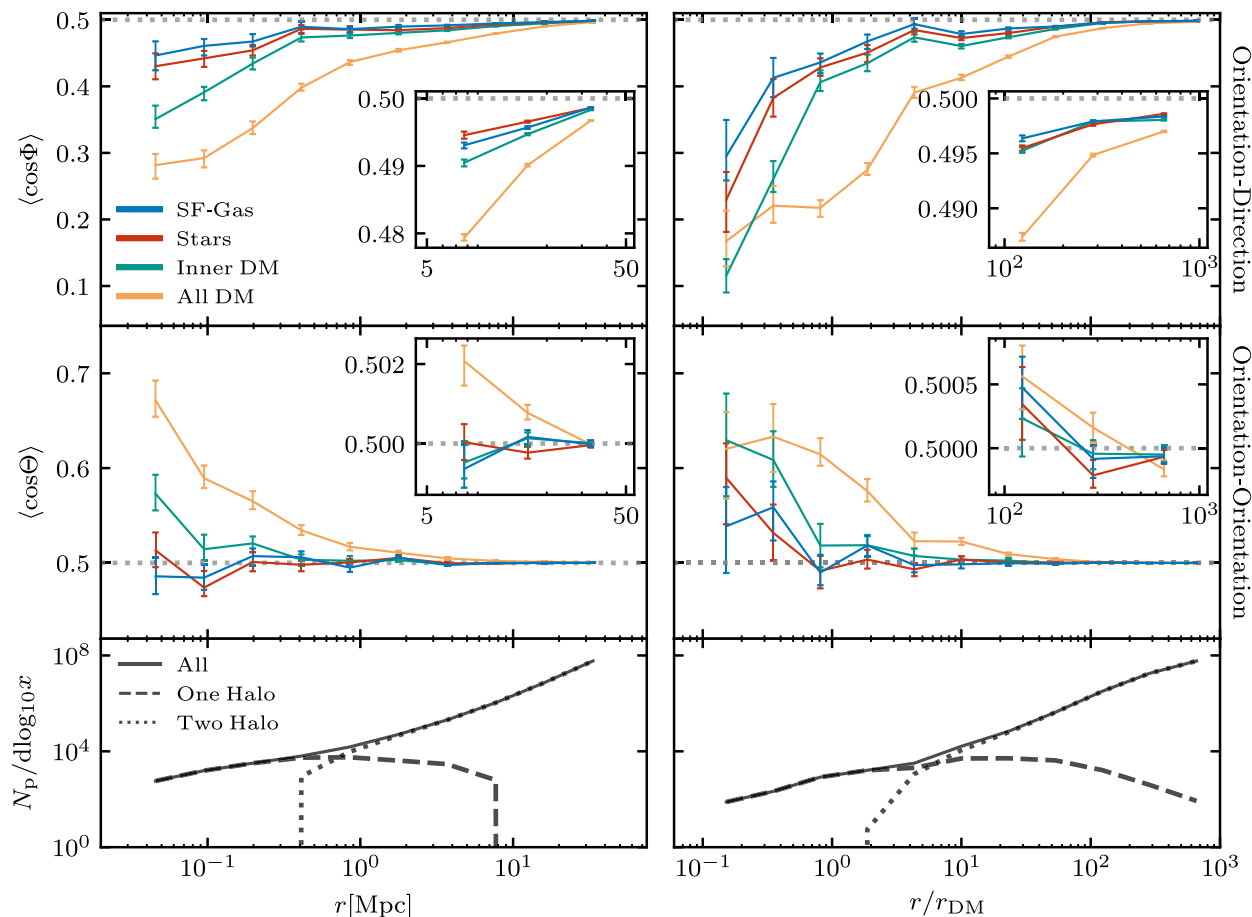 0.5
0.4
0.3
0.2
0.1
⟨cosΦ⟩
SF-Gas
Stars
Inner DM
All DM
0.50
0.49
0.48
5
50
0.500
0.495
0.490
10²
10³
Orientation-Direction
0.7
0.6
0.5
⟨cosΘ⟩
0.502
0.500
5
50
0.5005
0.5000
10²
10³
Orientation-Orientation
10⁸
10⁴
10⁰
Nₚ/dlog₁₀x
All
One Halo
Two Halo
10⁻¹
10⁰
10¹
r[Mpc]
10⁻¹
10⁰
10¹
10²
10³
r/r_DM